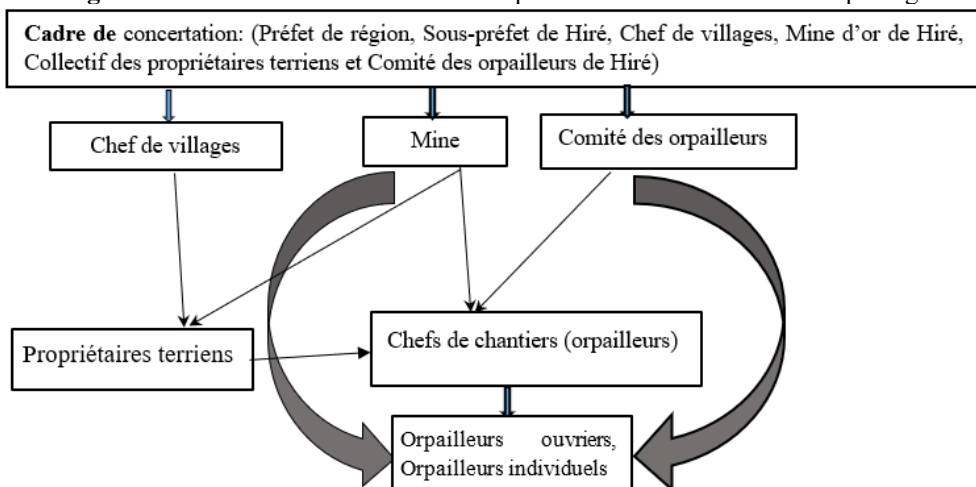 Cadre de concertation: (Préfet de région, Sous-préfet de Hiré, Chef de villages, Mine d’or de Hiré,
Collectif des propriétaires terriens et Comité des orpailleurs de Hiré)
Chef de villages
Mine
Comité des orpailleurs
Propriétaires terriens
Chefs de chantiers (orpailleurs)
Orpailleurs ouvriers,
Orpailleurs individuels